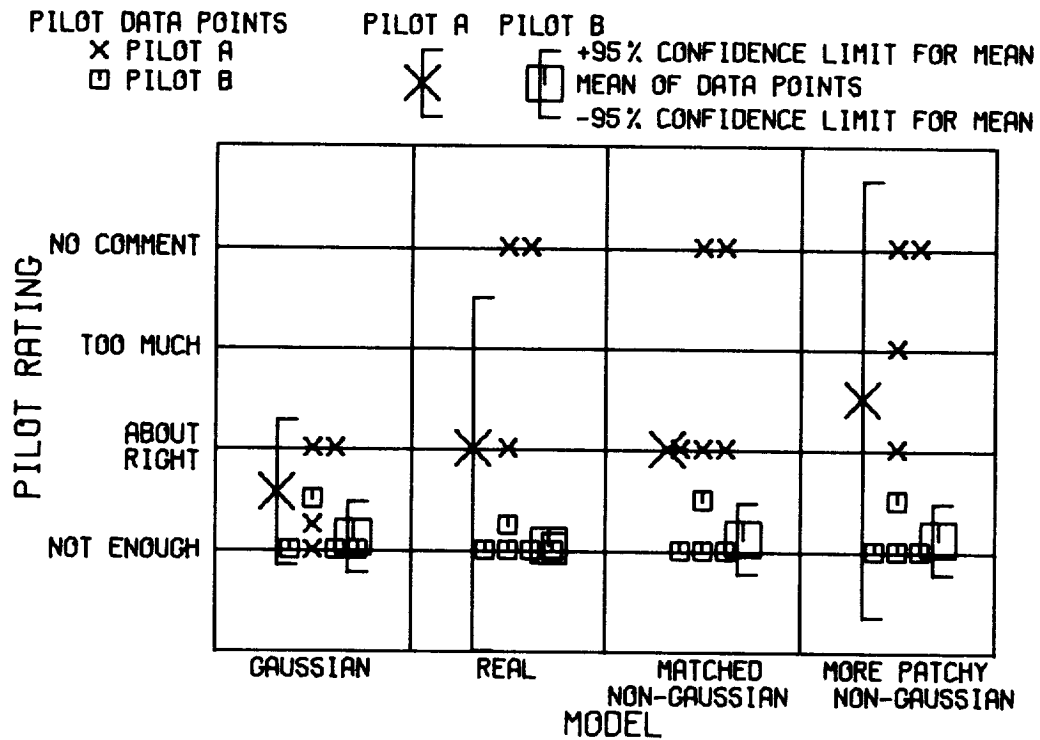 PILOT DATA POINTS
× PILOT A
PILOT B
PILOT A PILOT B
+95% CONFIDENCE LIMIT FOR MEAN
MEAN OF DATA POINTS
-95% CONFIDENCE LIMIT FOR MEAN
PILOT RATING
NO COMMENT
TOO MUCH
ABOUT
RIGHT
NOT ENOUGH
GAUSSIAN
REAL
MATCHED
NON-GAUSSIAN
MORE PATCHY
NON-GAUSSIAN
MODEL